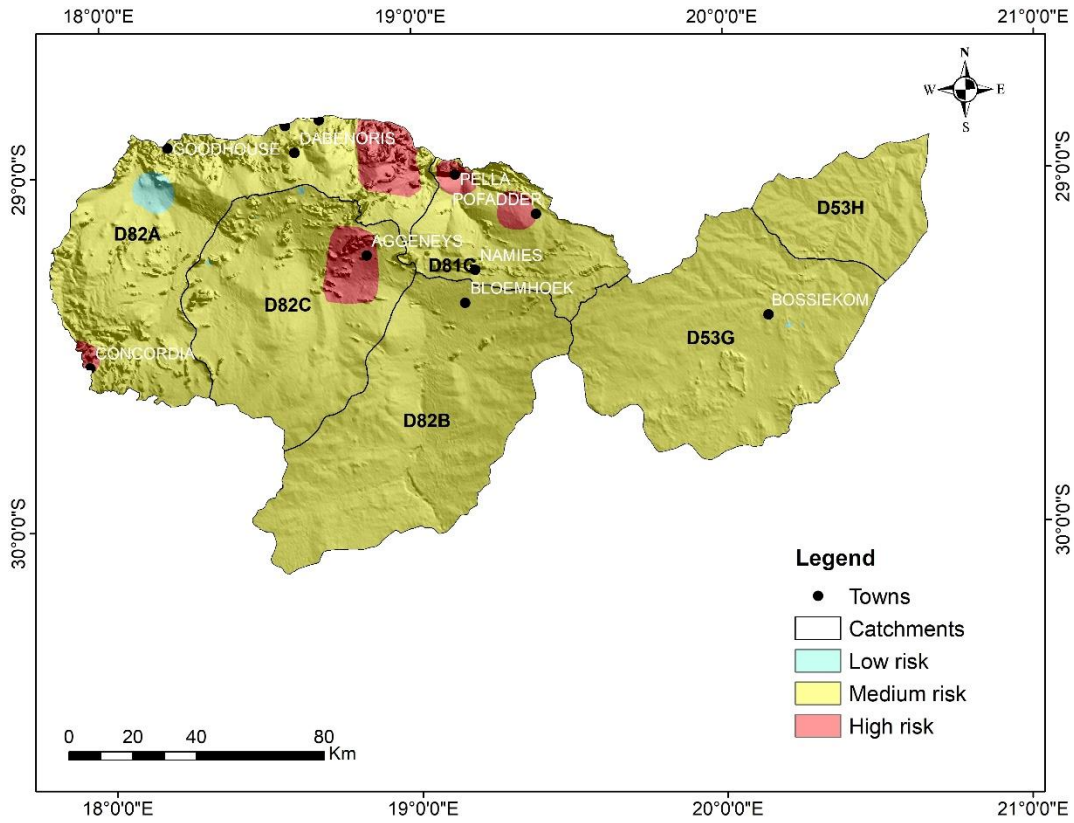 18°0'0"E 19°0'0"E 20°0'0"E 21°0'0"E
N
W E
S
29°0'0"S 29°0'0"S
30°0'0"S 30°0'0"S
DABENORIS
GOODHOUSE
PELLA
POFADDER
D53H
D82A
AGGENEYS
NAMIES
D81G
BLOEMHOEK
BOSSIEKOM
D82C
D53G
CONCORDIA
D82B
Legend
Towns
Catchments
Low risk
Medium risk
High risk
0 20 40 80
Km
18°0'0"E 19°0'0"E 20°0'0"E 21°0'0"E